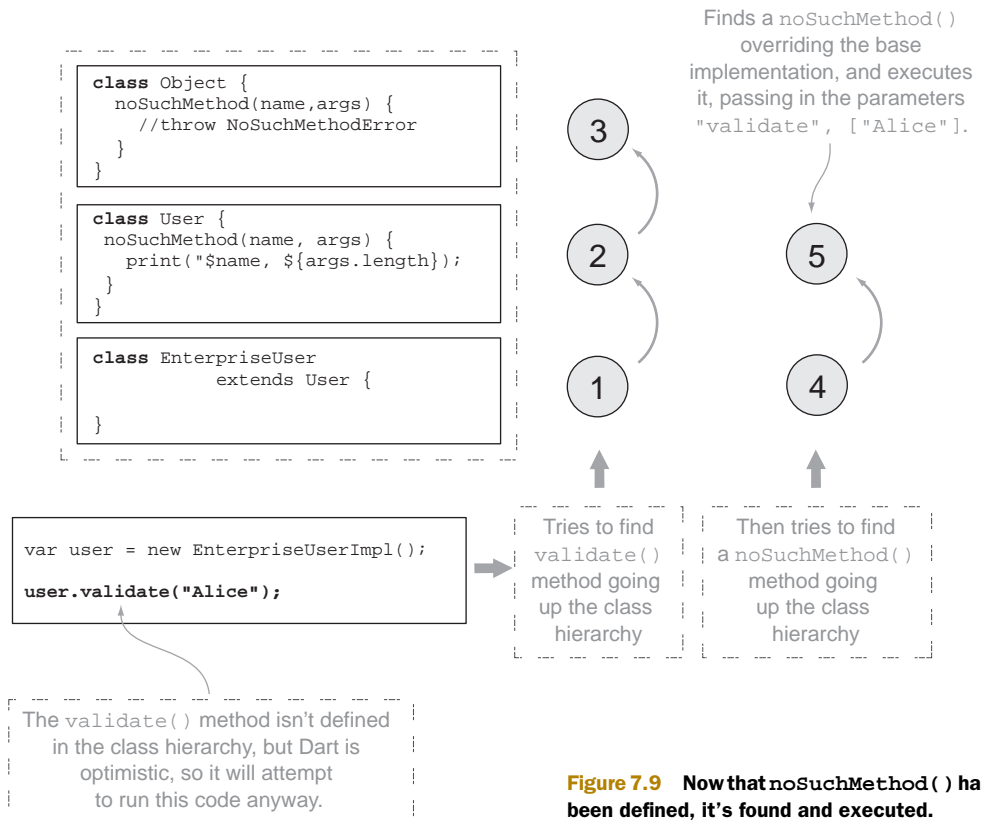 Finds a noSuchMethod()
overriding the base
implementation, and executes
it, passing in the parameters
"validate", ["Alice"].
class Object {
noSuchMethod(name,args) {
//throw NoSuchMethodError
}
}
class User {
noSuchMethod(name, args) {
print("$name, ${args.length});
}
}
class EnterpriseUser
extends User {
}
3
2
1
5
4
var user = new EnterpriseUserImpl();
user.validate("Alice");
Tries to find
validate()
method going
up the class
hierarchy
Then tries to find
a noSuchMethod()
method going
up the class
hierarchy
The validate() method isn't defined
in the class hierarchy, but Dart is
optimistic, so it will attempt
to run this code anyway.
Figure 7.9 Now that noSuchMethod() ha
been defined, it's found and executed.